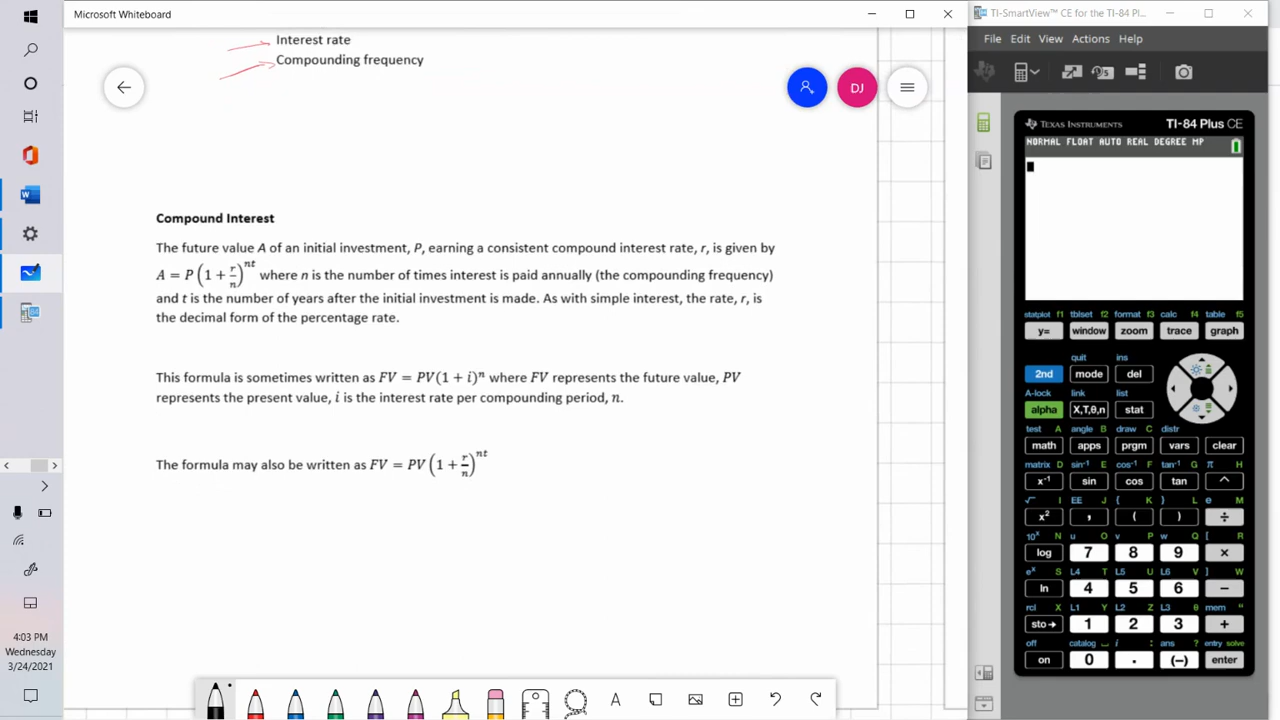 Microsoft Whiteboard
Interest rate
Compounding frequency
DJ
Compound Interest
The future value A of an initial investment, P, earning a consistent compound interest rate, r, is given by
A = P(1 + r/n)^nt where n is the number of times interest is paid annually (the compounding frequency)
and t is the number of years after the initial investment is made. As with simple interest, the rate, r, is
the decimal form of the percentage rate.
This formula is sometimes written as FV = PV(1 + i)^n where FV represents the future value, PV
represents the present value, i is the interest rate per compounding period, n.
The formula may also be written as FV = PV(1 + r/n)^nt
4:03 PM
Wednesday
3/24/2021
TI-SmartView™ CE for the TI-84 Pl...
File Edit View Actions Help
84
TEXAS INSTRUMENTS TI-84 Plus CE
NORMAL FLOAT AUTO REAL DEGREE MP
statplot f1 tblset f2 format f3 calc f4 table f5
y= window zoom trace graph
quit ins
2nd mode del
A-lock link list
alpha X,T,θ,n stat
test A angle B draw C distr
math apps prgm vars clear
matrix D sin⁻¹ E cos⁻¹ F tan⁻¹ G π H
x⁻¹ sin cos tan ^
√ I EE J { K } L e M
x² , ( ) ÷
10ˣ N u O v P w Q [ R
log 7 8 9 ×
eˣ S L4 T L5 U L6 V ] W
ln 4 5 6 −
rcl X L1 Y L2 Z L3 θ mem "
sto→ 1 2 3 +
off catalog i : ans ? entry solve
on 0 . (−) enter